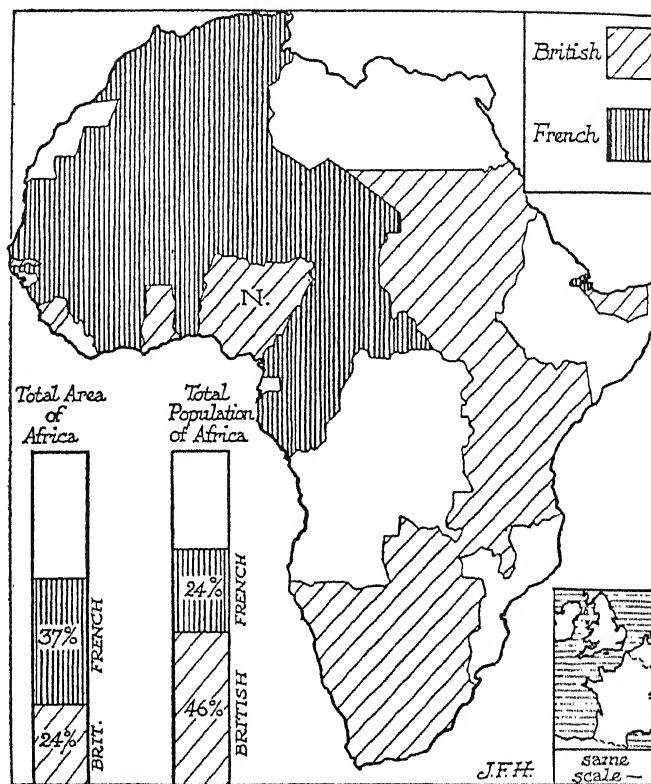 British
French
N.
Total Area
of
Africa
Total
Population
of Africa
37%
FRENCH
24%
BRIT.
24%
FRENCH
46%
BRITISH
J.F.H.
same
scale —